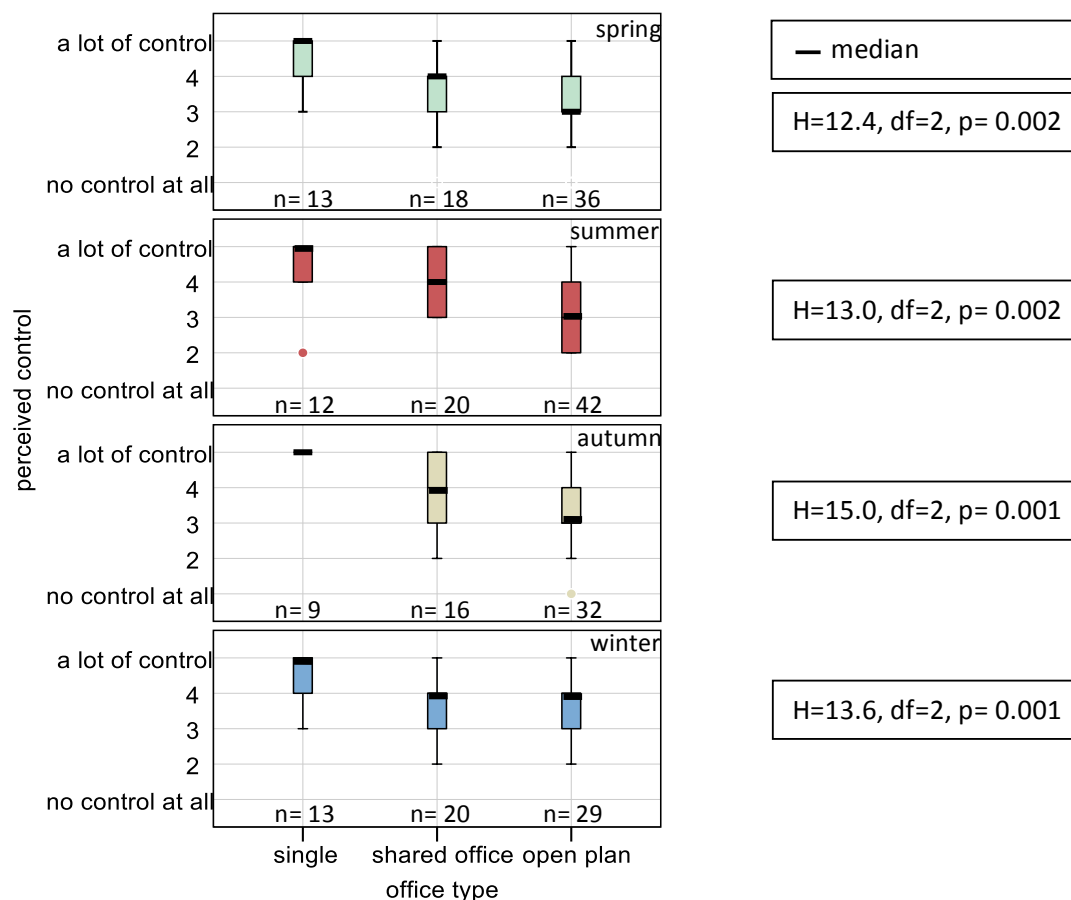 spring
a lot of control
4
3
2
no control at all
n= 13 n= 18 n= 36
summer
a lot of control
4
3
2
no control at all
n= 12 n= 20 n= 42
autumn
a lot of control
4
3
2
no control at all
n= 9 n= 16 n= 32
winter
a lot of control
4
3
2
no control at all
n= 13 n= 20 n= 29
single shared office open plan
office type
perceived control
median
H=12.4, df=2, p= 0.002
H=13.0, df=2, p= 0.002
H=15.0, df=2, p= 0.001
H=13.6, df=2, p= 0.001